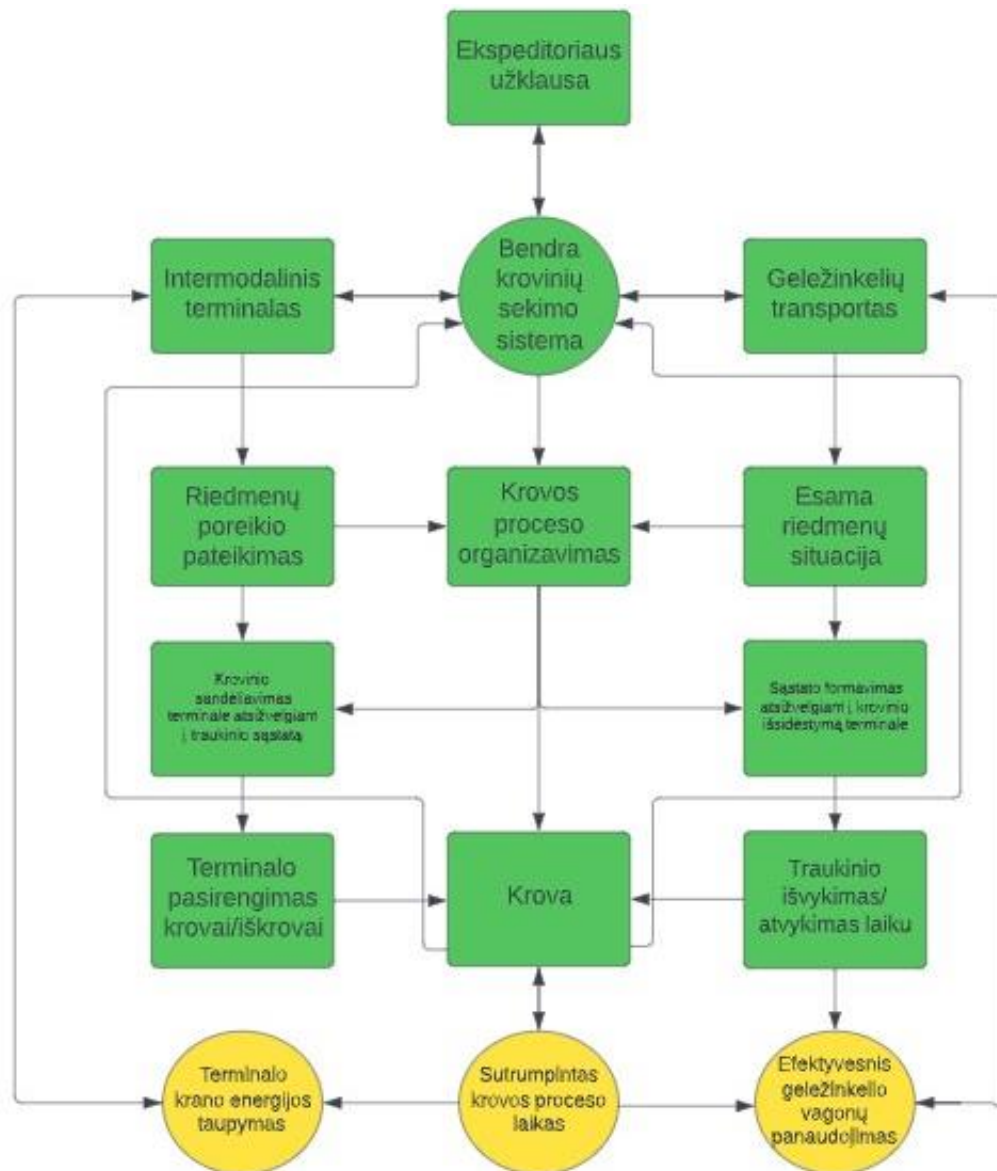 Ekspeditoriaus
užklausa
Intermodalinis
terminalas
Bendra
krovinių
sekimo
sistema
Geležinkelių
transportas
Riedmenų
poreikio
pateikimas
Krovos
proceso
organizavimas
Esama
riedmenų
situacija
Krovinio
sandėliavimas
terminale atsižvelgiam
į traukinio sąstatą
Sąstato formavimas
atsižvelgiam į krovinio
išsidėstymą terminale
Terminalo
pasirengimas
krovai/iškrovai
Krova
Traukinio
išvykimas/
atvykimas laiku
Terminalo
krano energijos
taupymas
Sutrumpintas
krovos proceso
laikas
Efektyvesnis
geležinkelio
vagonų
panaudojimas